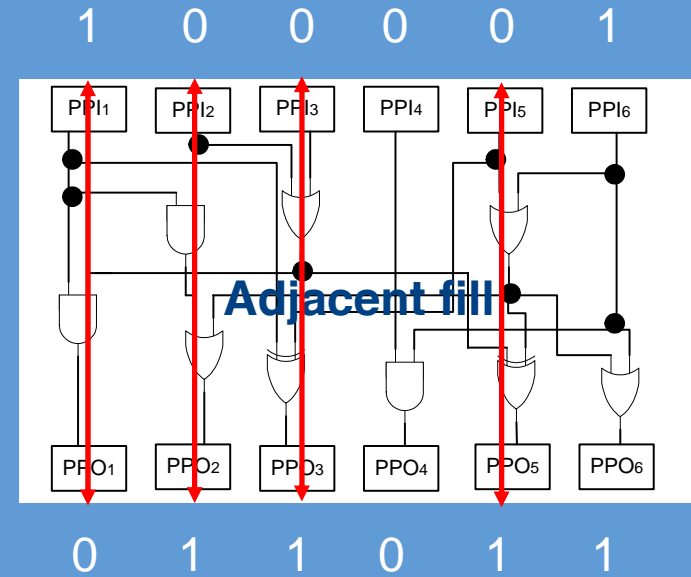 1 0 0 0 0 1
PPI1 PPI2 PPI3 PPI4 PPI5 PPI6
Adjacent fill
PPO1 PPO2 PPO3 PPO4 PPO5 PPO6
0 1 1 0 1 1